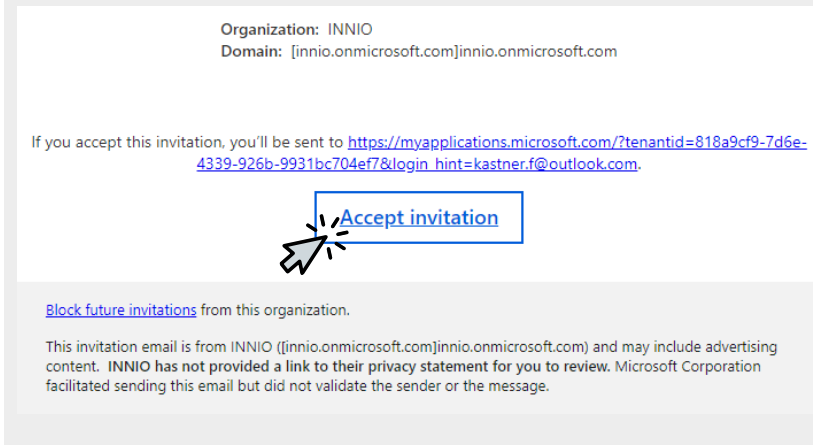 Organization: INNIO
Domain: [innio.onmicrosoft.com]innio.onmicrosoft.com
If you accept this invitation, you'll be sent to https://myapplications.microsoft.com/?tenantid=818a9cf9-7d6e-
4339-926b-9931bc704ef7&login_hint=kastner.f@outlook.com.
Accept invitation
Block future invitations from this organization.
This invitation email is from INNIO ([innio.onmicrosoft.com]innio.onmicrosoft.com) and may include advertising
content. INNIO has not provided a link to their privacy statement for you to review. Microsoft Corporation
facilitated sending this email but did not validate the sender or the message.